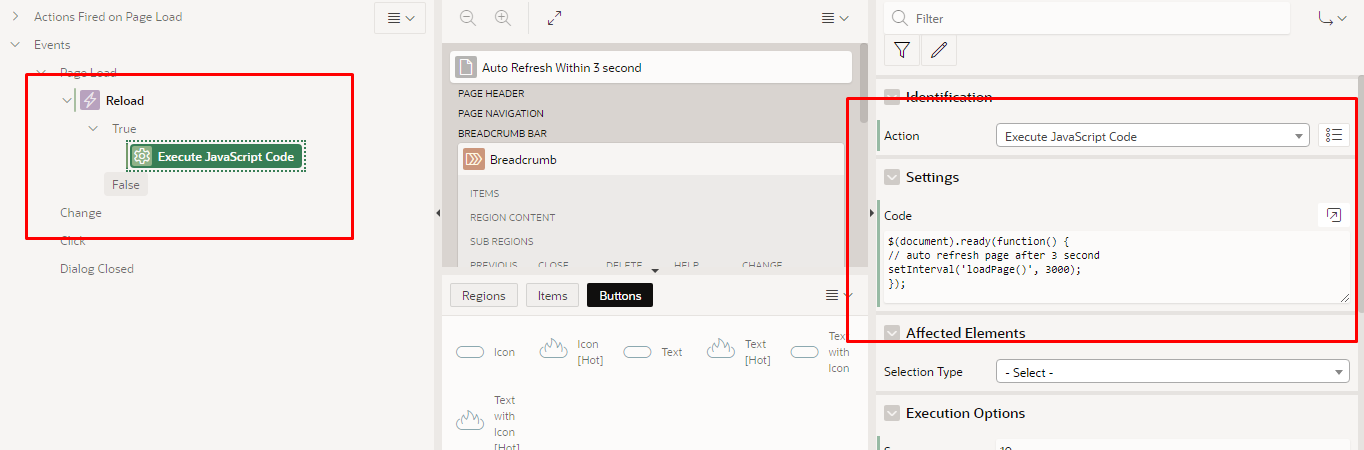 Actions Fired on Page Load
Events
Page Load
Reload
True
Execute JavaScript Code
False
Change
Click
Dialog Closed
Auto Refresh Within 3 second
PAGE HEADER
PAGE NAVIGATION
BREADCRUMB BAR
Breadcrumb
ITEMS
REGION CONTENT
SUB REGIONS
PREVIOUS CLOSE DELETE HELP CHANGE
Regions Items Buttons
Icon
Icon
[Hot]
Text
Text
[Hot]
Text
with
Icon
Text
with
Icon
[Hot]
Filter
Identification
Action Execute JavaScript Code
Settings
Code
$(document).ready(function() {
// auto refresh page after 3 second
setInterval('loadPage()', 3000);
});
Affected Elements
Selection Type - Select -
Execution Options